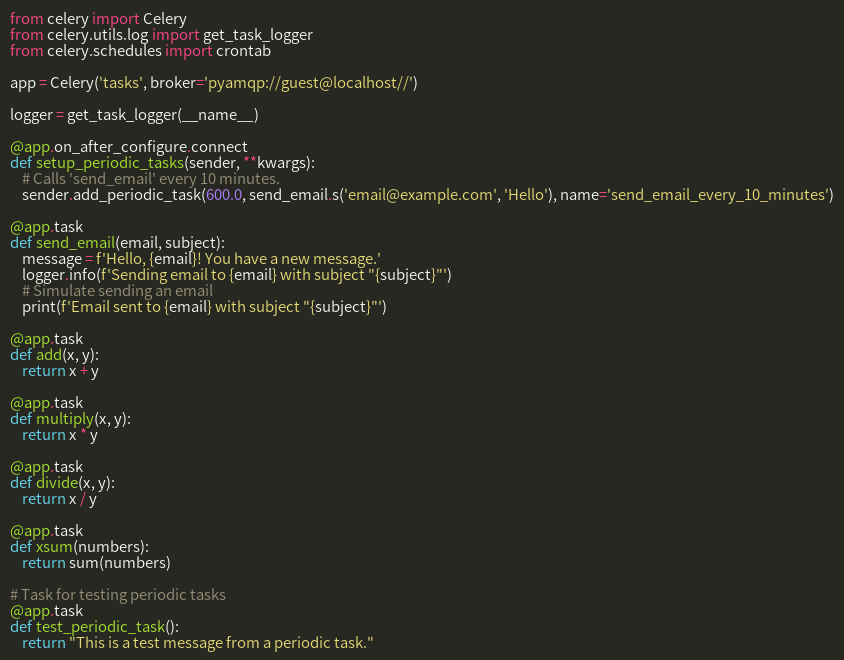 from celery import Celery
from celery.utils.log import get_task_logger
from celery.schedules import crontab

app = Celery('tasks', broker='pyamqp://guest@localhost//')

logger = get_task_logger(__name__)

@app.on_after_configure.connect
def setup_periodic_tasks(sender, **kwargs):
    # Calls 'send_email' every 10 minutes.
    sender.add_periodic_task(600.0, send_email.s('email@example.com', 'Hello'), name='send_email_every_10_minutes')

@app.task
def send_email(email, subject):
    message = f'Hello, {email}! You have a new message.'
    logger.info(f'Sending email to {email} with subject "{subject}"')
    # Simulate sending an email
    print(f'Email sent to {email} with subject "{subject}"')

@app.task
def add(x, y):
    return x + y

@app.task
def multiply(x, y):
    return x * y

@app.task
def divide(x, y):
    return x / y

@app.task
def xsum(numbers):
    return sum(numbers)

# Task for testing periodic tasks
@app.task
def test_periodic_task():
    return "This is a test message from a periodic task."